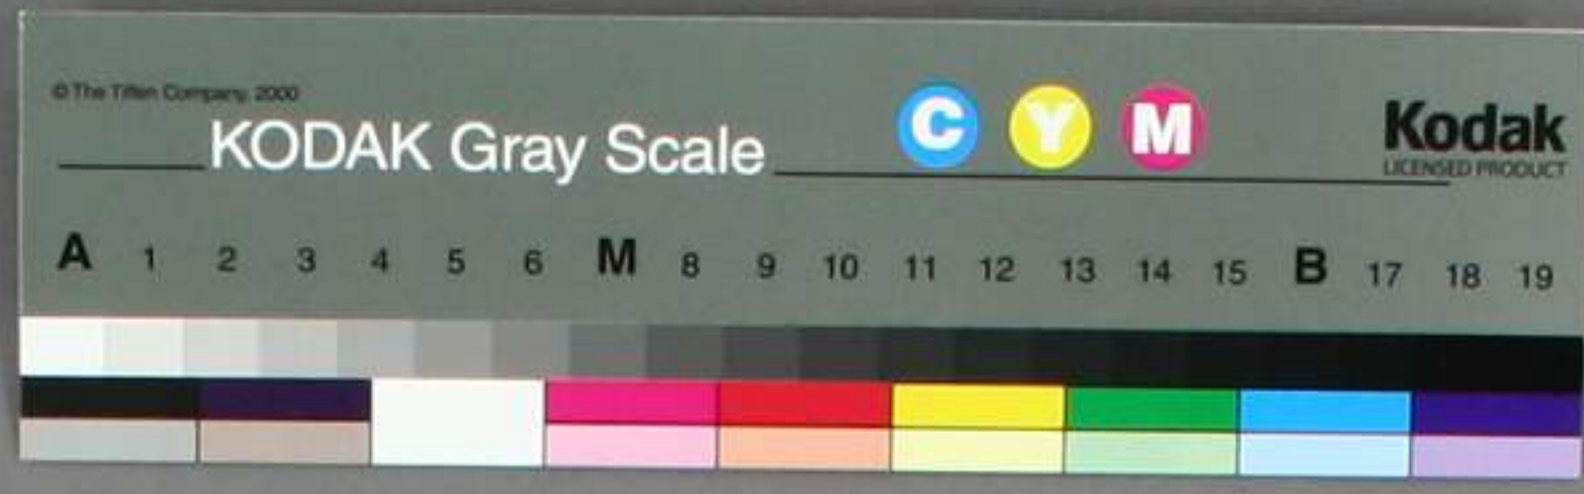 © The Tiffen Company, 2000
KODAK Gray Scale
C Y M
Kodak
LICENSED PRODUCT
A 1 2 3 4 5 6 M 8 9 10 11 12 13 14 15 B 17 18 19